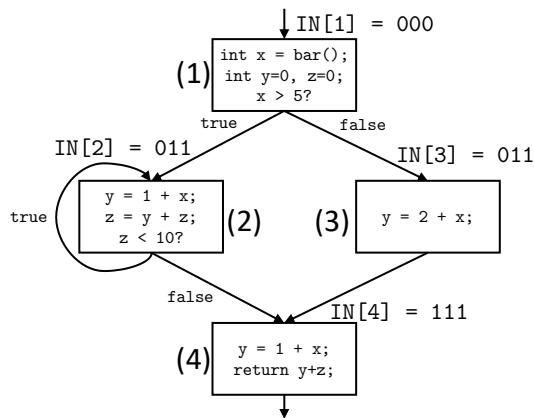 IN[1] = 000
(1)
int x = bar();
int y=0, z=0;
x > 5?
true
false
IN[2] = 011
IN[3] = 011
true
y = 1 + x;
z = y + z;
z < 10?
(2)
(3)
y = 2 + x;
false
IN[4] = 111
(4)
y = 1 + x;
return y+z;